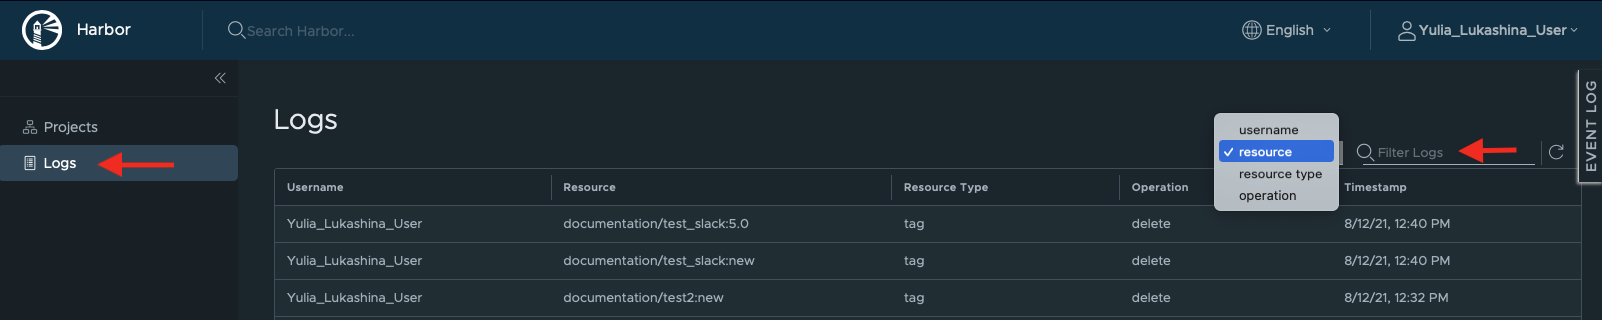 Harbor
Search Harbor...
English
Yulia_Lukashina_User
Projects
Logs
EVENT LOG
Logs
username
✓ resource
resource type
operation
Filter Logs
Username Resource Resource Type Operation Timestamp
Yulia_Lukashina_User documentation/test_slack:5.0 tag delete 8/12/21, 12:40 PM
Yulia_Lukashina_User documentation/test_slack:new tag delete 8/12/21, 12:40 PM
Yulia_Lukashina_User documentation/test2:new tag delete 8/12/21, 12:32 PM